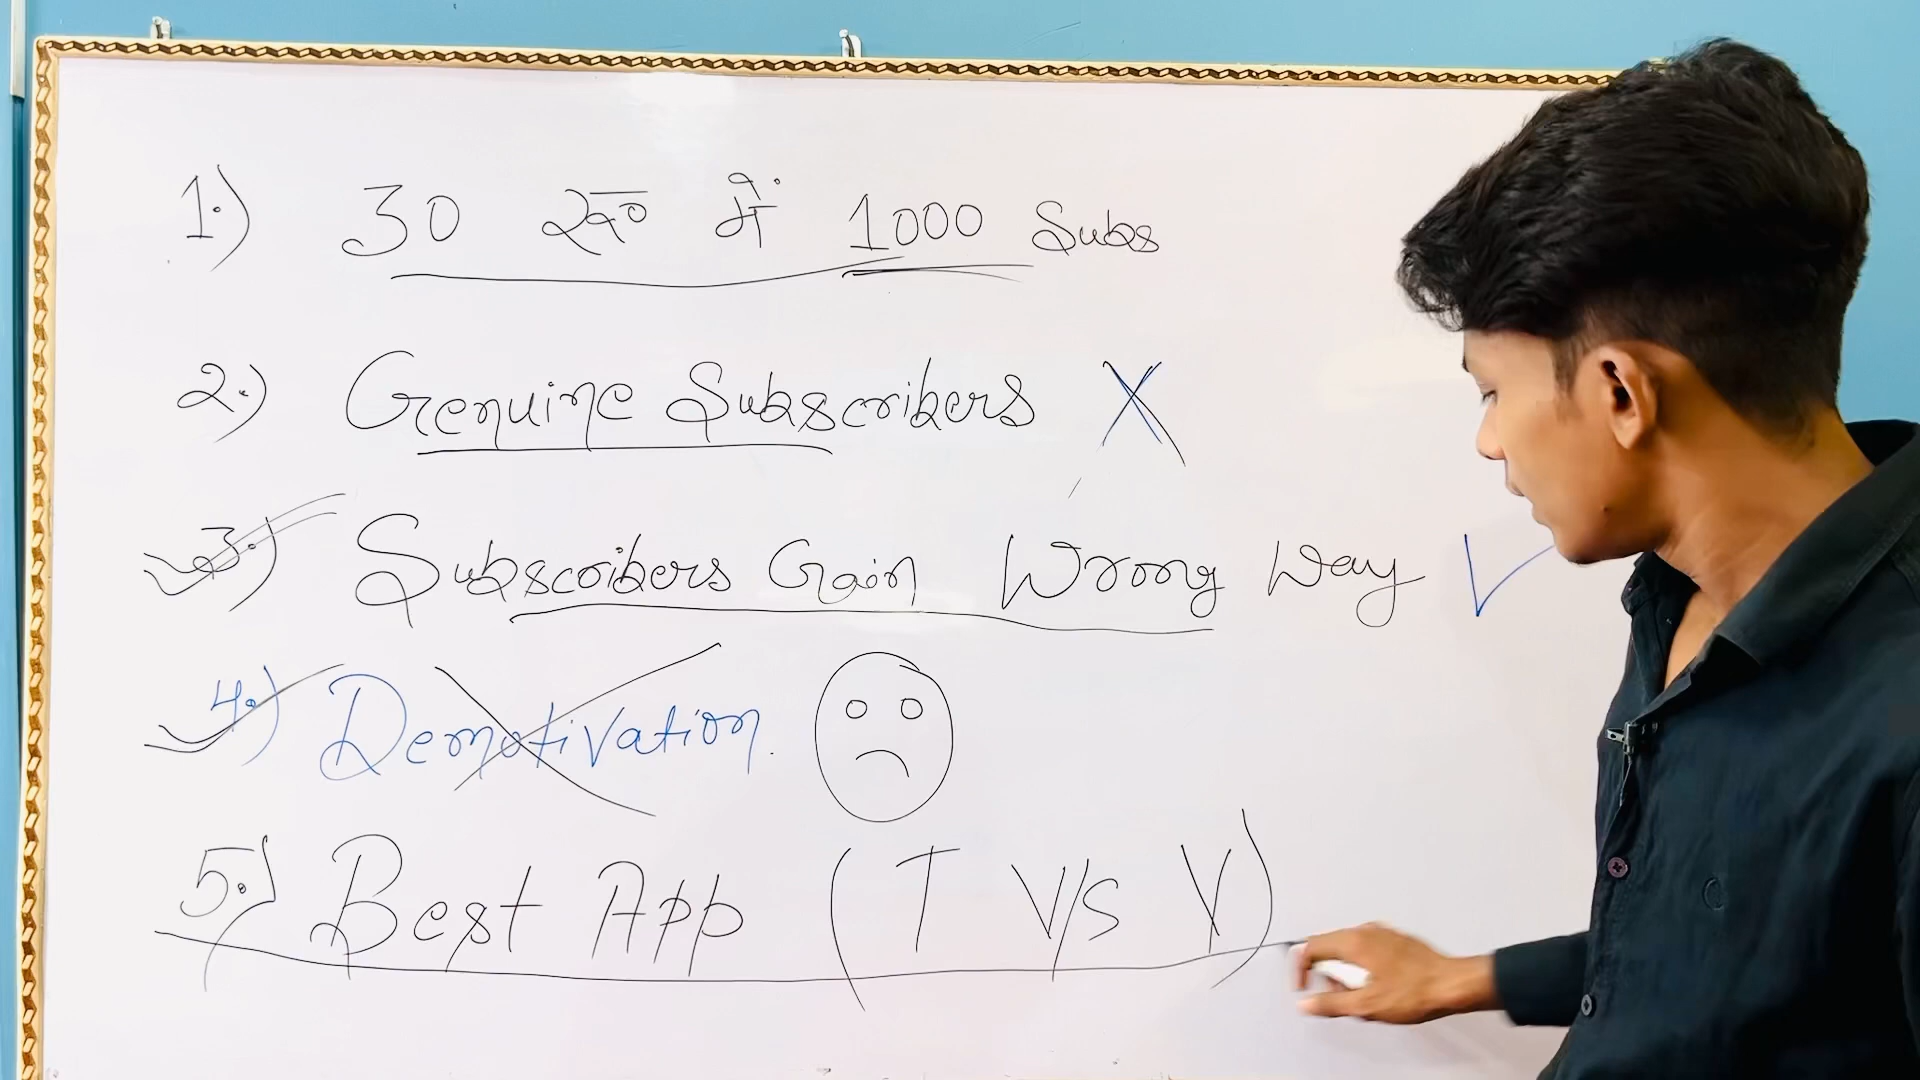 1.) 30 रू० में 1000 Subs
2.) Genuine Subscribers X
3.) Subscribers Gain Wrong Way ✓
4.) Demotivation.
5.) Best App (T V/S Y)